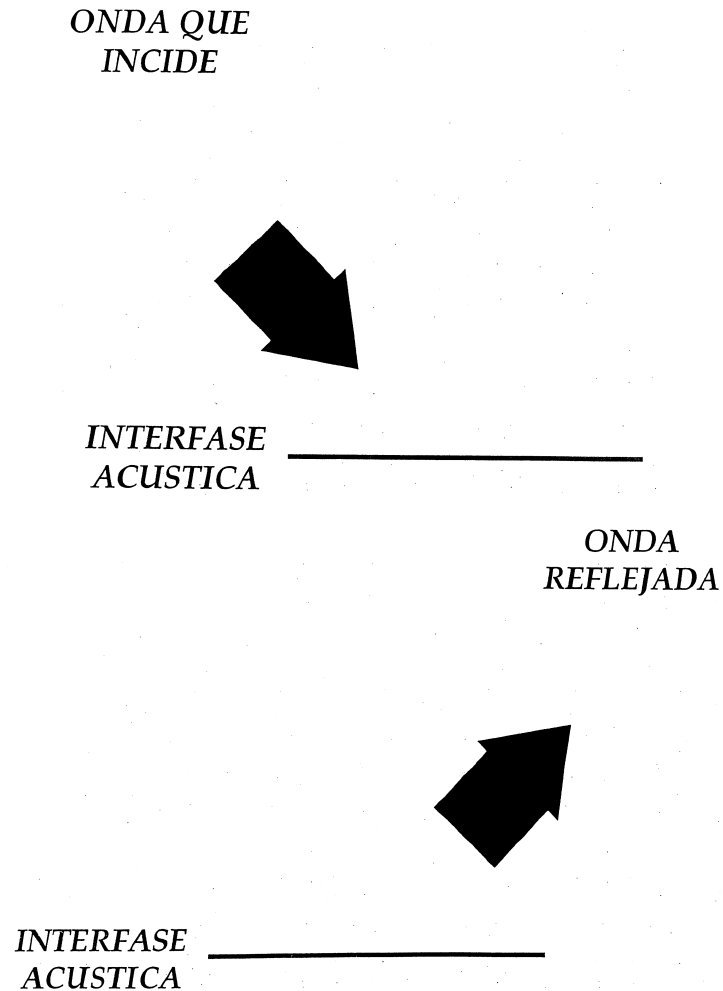 ONDA QUE
INCIDE
INTERFASE
ACUSTICA
ONDA
REFLEJADA
INTERFASE
ACUSTICA